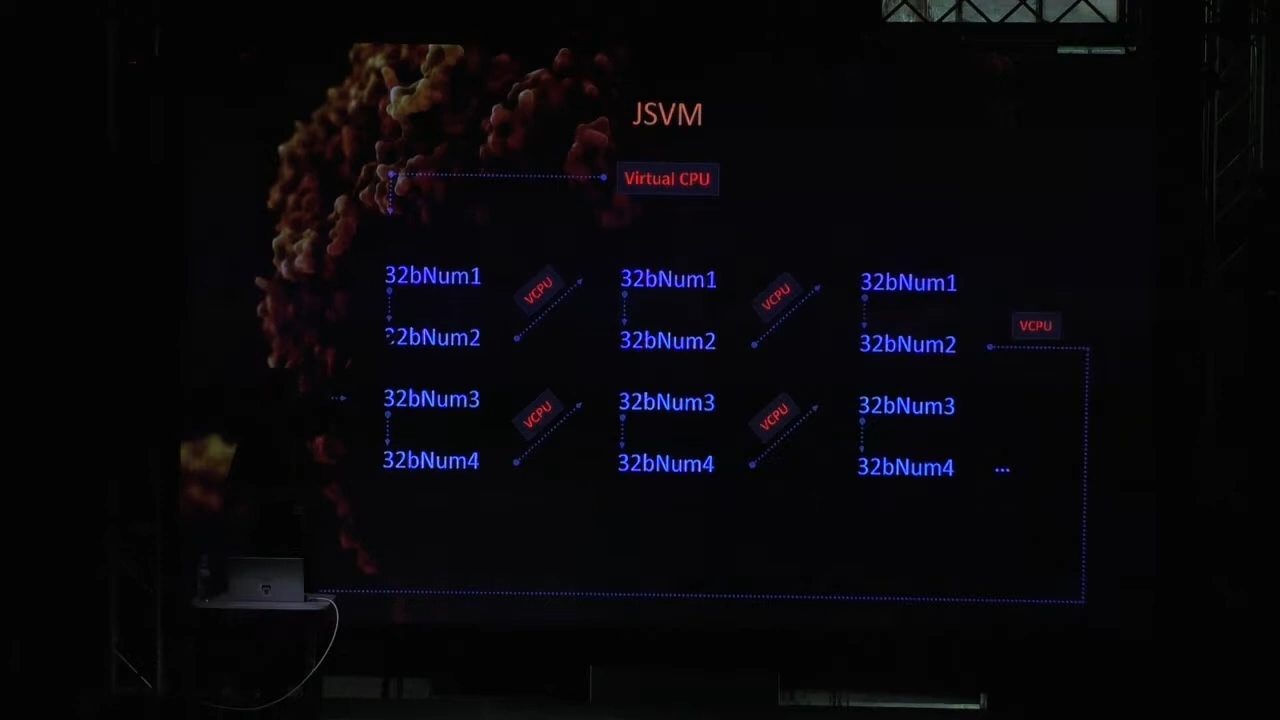 JSVM
Virtual CPU
32bNum1 VCPU 32bNum1 VCPU 32bNum1
32bNum2 32bNum2 32bNum2 VCPU
32bNum3 VCPU 32bNum3 VCPU 32bNum3
32bNum4 32bNum4 32bNum4 ...